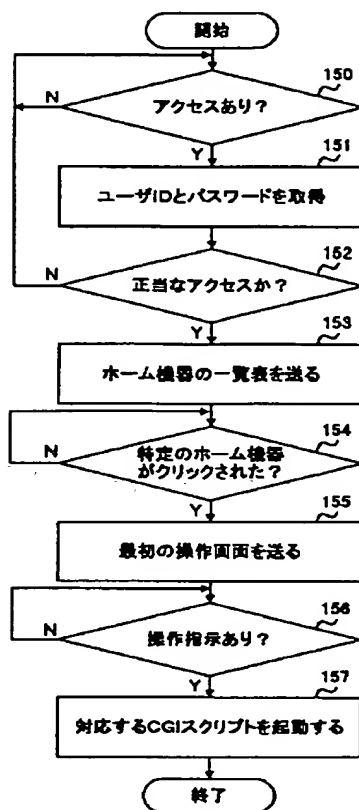 開始
150
アクセスあり?
N
Y
151
ユーザIDとパスワードを取得
152
正当なアクセスか?
N
Y
153
ホーム機器の一覧表を送る
154
特定のホーム機器
がクリックされた?
N
Y
155
最初の操作画面を送る
156
操作指示あり?
N
Y
157
対応するCGIスクリプトを起動する
終了